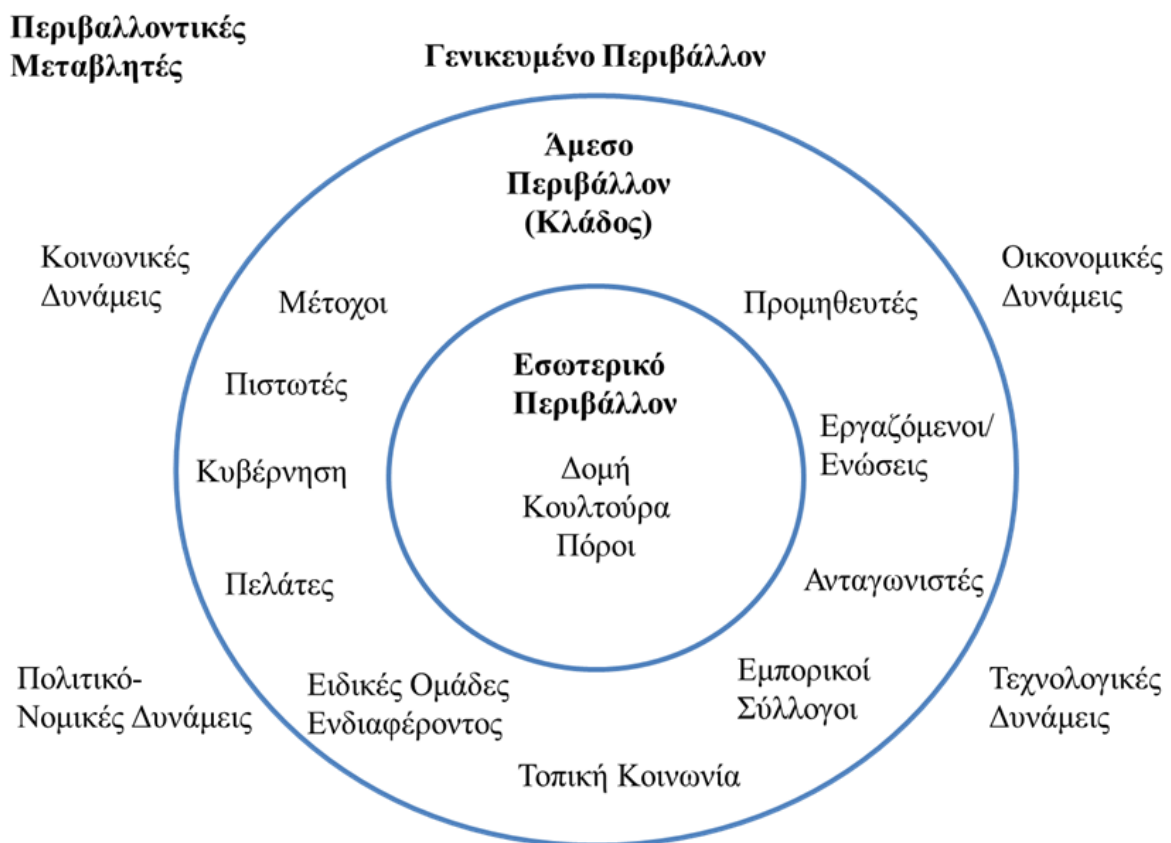 Περιβαλλοντικές
Μεταβλητές
Γενικευμένο Περιβάλλον
Άμεσο
Περιβάλλον
(Κλάδος)
Κοινωνικές
Δυνάμεις
Οικονομικές
Δυνάμεις
Μέτοχοι
Προμηθευτές
Πιστωτές
Εσωτερικό
Περιβάλλον
Εργαζόμενοι/
Ενώσεις
Κυβέρνηση
Δομή
Κουλτούρα
Πόροι
Πελάτες
Ανταγωνιστές
Πολιτικό-
Νομικές Δυνάμεις
Ειδικές Ομάδες
Ενδιαφέροντος
Εμπορικοί
Σύλλογοι
Τεχνολογικές
Δυνάμεις
Τοπική Κοινωνία